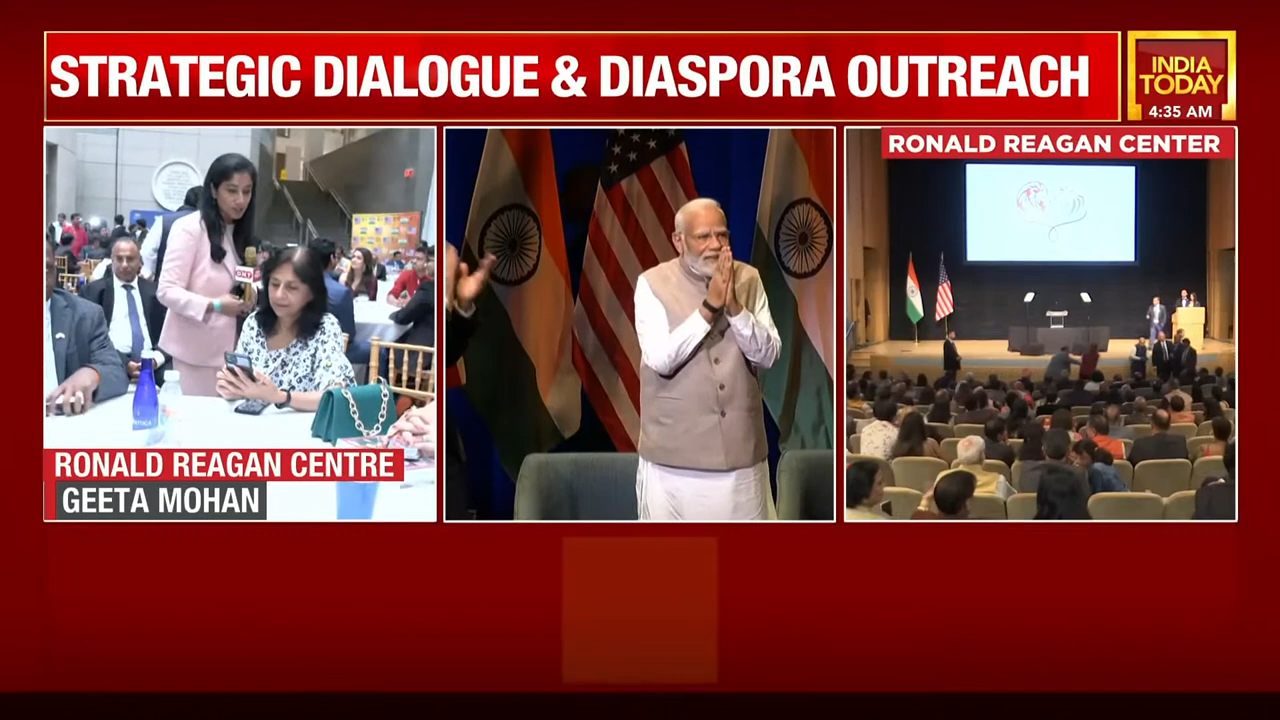 STRATEGIC DIALOGUE & DIASPORA OUTREACH
INDIA
TODAY
4:35 AM
RONALD REAGAN CENTER
RONALD REAGAN CENTRE
GEETA MOHAN